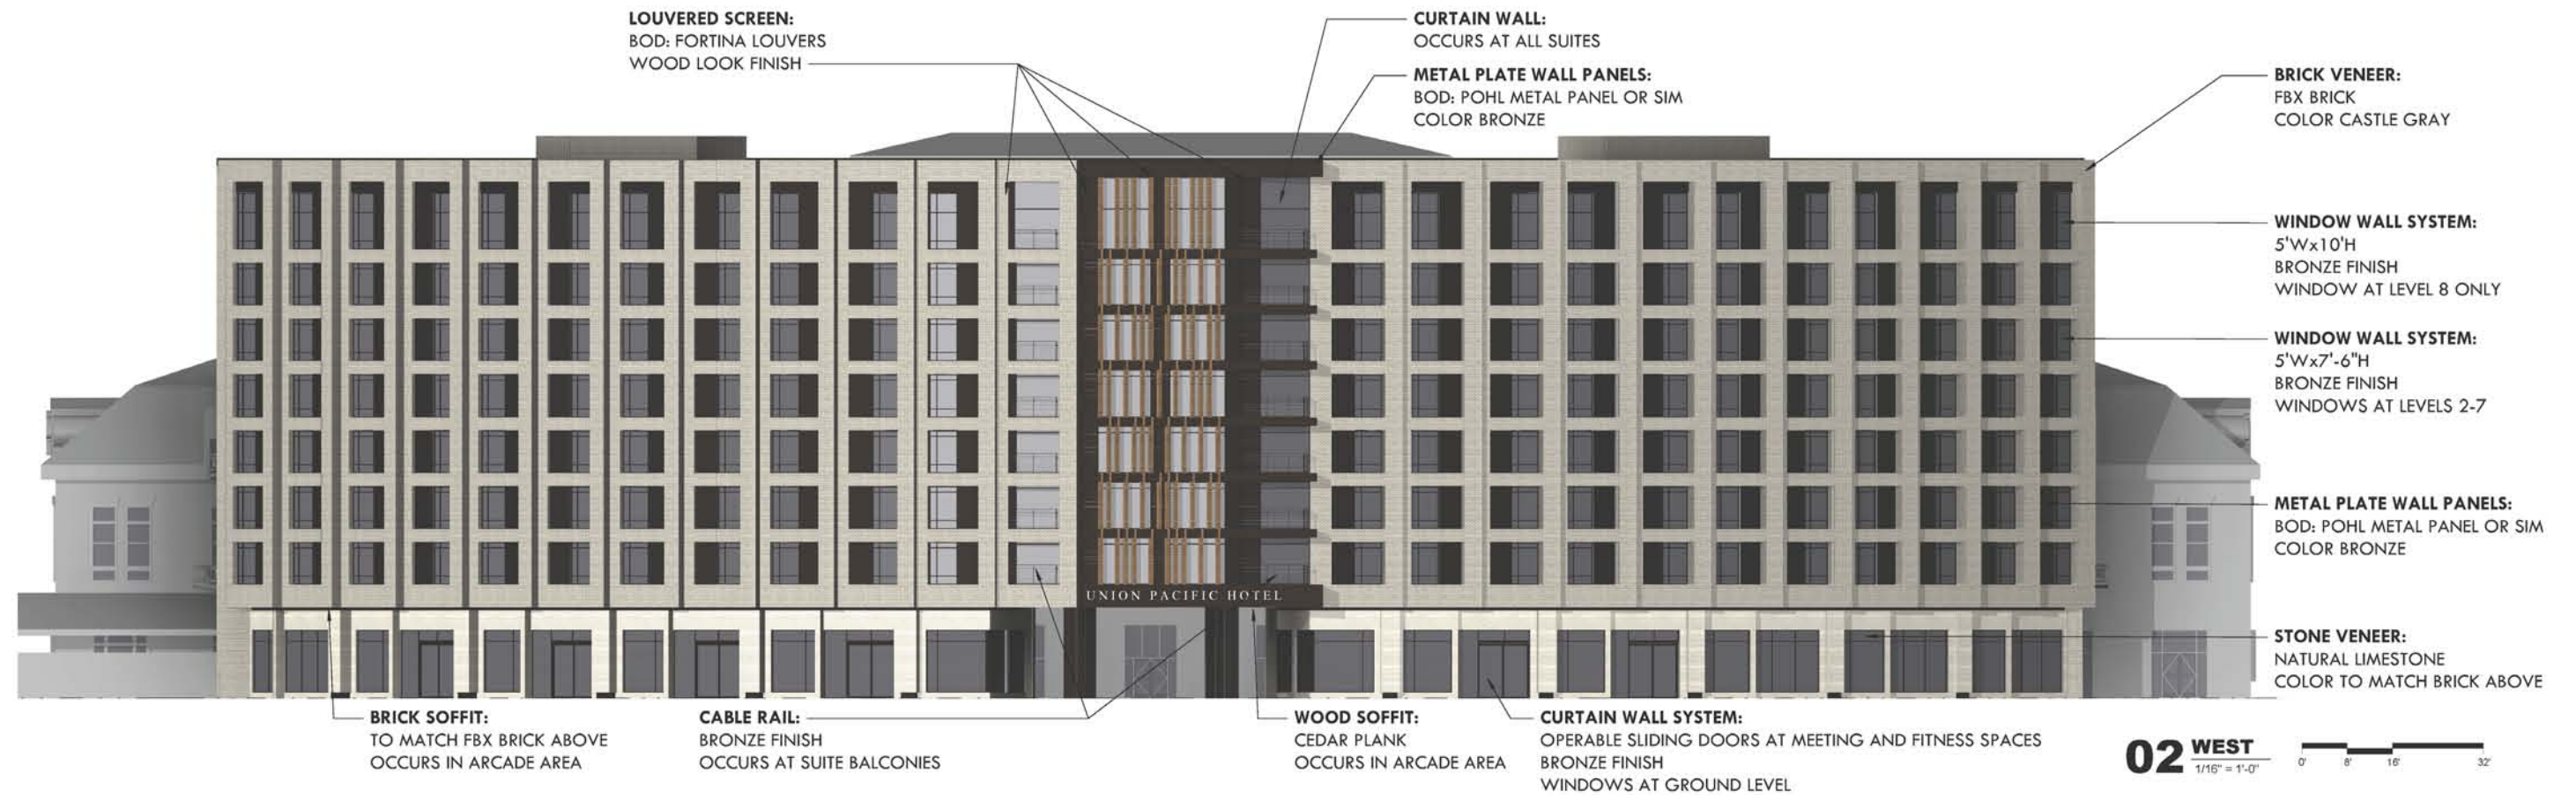 LOUVERED SCREEN:
BOD: FORTINA LOUVERS
WOOD LOOK FINISH
CURTAIN WALL:
OCCURS AT ALL SUITES
METAL PLATE WALL PANELS:
BOD: POHL METAL PANEL OR SIM
COLOR BRONZE
BRICK VENEER:
FBX BRICK
COLOR CASTLE GRAY
WINDOW WALL SYSTEM:
5'Wx10'H
BRONZE FINISH
WINDOW AT LEVEL 8 ONLY
WINDOW WALL SYSTEM:
5'Wx7'-6"H
BRONZE FINISH
WINDOWS AT LEVELS 2-7
METAL PLATE WALL PANELS:
BOD: POHL METAL PANEL OR SIM
COLOR BRONZE
UNION PACIFIC HOTEL
STONE VENEER:
NATURAL LIMESTONE
COLOR TO MATCH BRICK ABOVE
BRICK SOFFIT:
TO MATCH FBX BRICK ABOVE
OCCURS IN ARCADE AREA
CABLE RAIL:
BRONZE FINISH
OCCURS AT SUITE BALCONIES
WOOD SOFFIT:
CEDAR PLANK
OCCURS IN ARCADE AREA
CURTAIN WALL SYSTEM:
OPERABLE SLIDING DOORS AT MEETING AND FITNESS SPACES
BRONZE FINISH
WINDOWS AT GROUND LEVEL
02 WEST
1/16" = 1'-0"
0' 8' 16' 32'